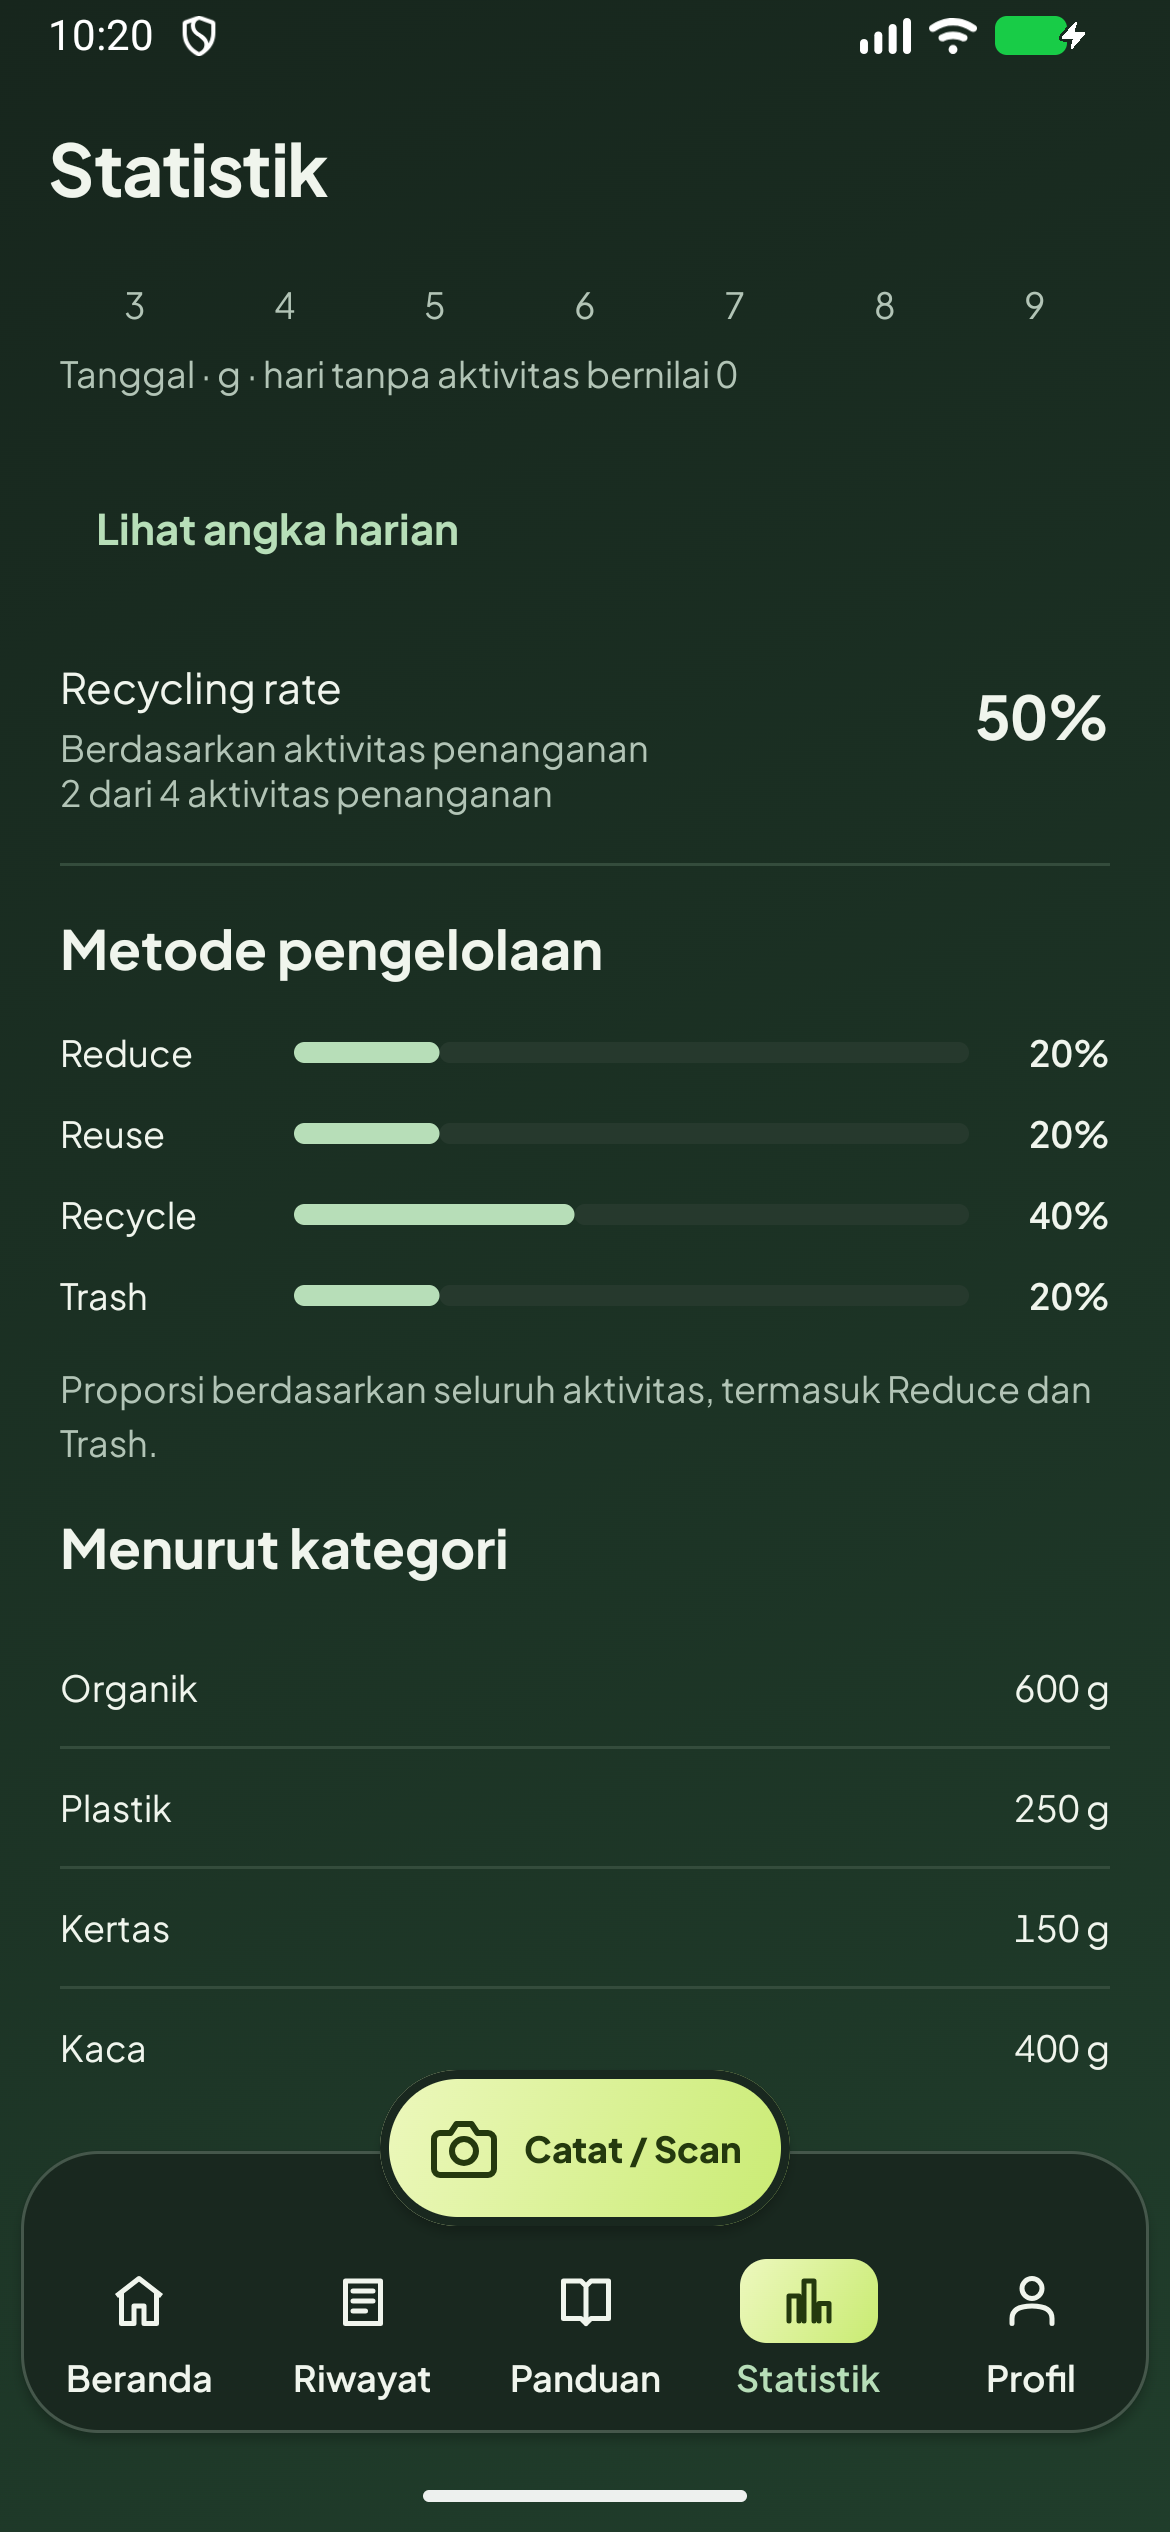 10:20
Statistik
3 4 5 6 7 8 9
Tanggal · g · hari tanpa aktivitas bernilai 0
Lihat angka harian
Recycling rate
50%
Berdasarkan aktivitas penanganan
2 dari 4 aktivitas penanganan
Metode pengelolaan
Reduce 20%
Reuse 20%
Recycle 40%
Trash 20%
Proporsi berdasarkan seluruh aktivitas, termasuk Reduce dan
Trash.
Menurut kategori
Organik 600 g
Plastik 250 g
Kertas 150 g
Kaca 400 g
Catat / Scan
Beranda Riwayat Panduan Statistik Profil